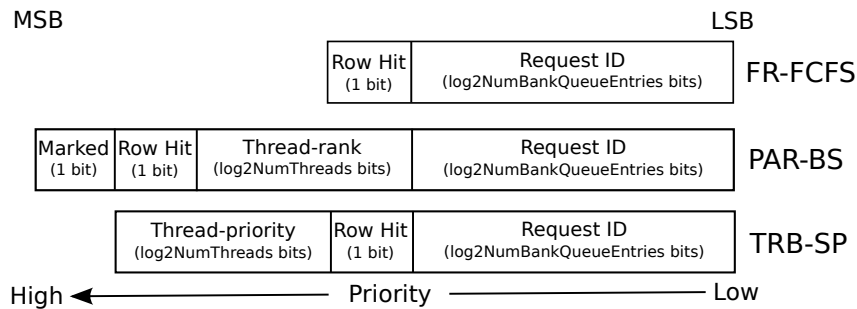 MSB LSB
Row Hit Request ID FR-FCFS
(1 bit) (log2NumBankQueueEntries bits)
Marked Row Hit Thread-rank Request ID PAR-BS
(1 bit) (1 bit) (log2NumThreads bits) (log2NumBankQueueEntries bits)
Thread-priority Row Hit Request ID TRB-SP
(log2NumThreads bits) (1 bit) (log2NumBankQueueEntries bits)
High Priority Low